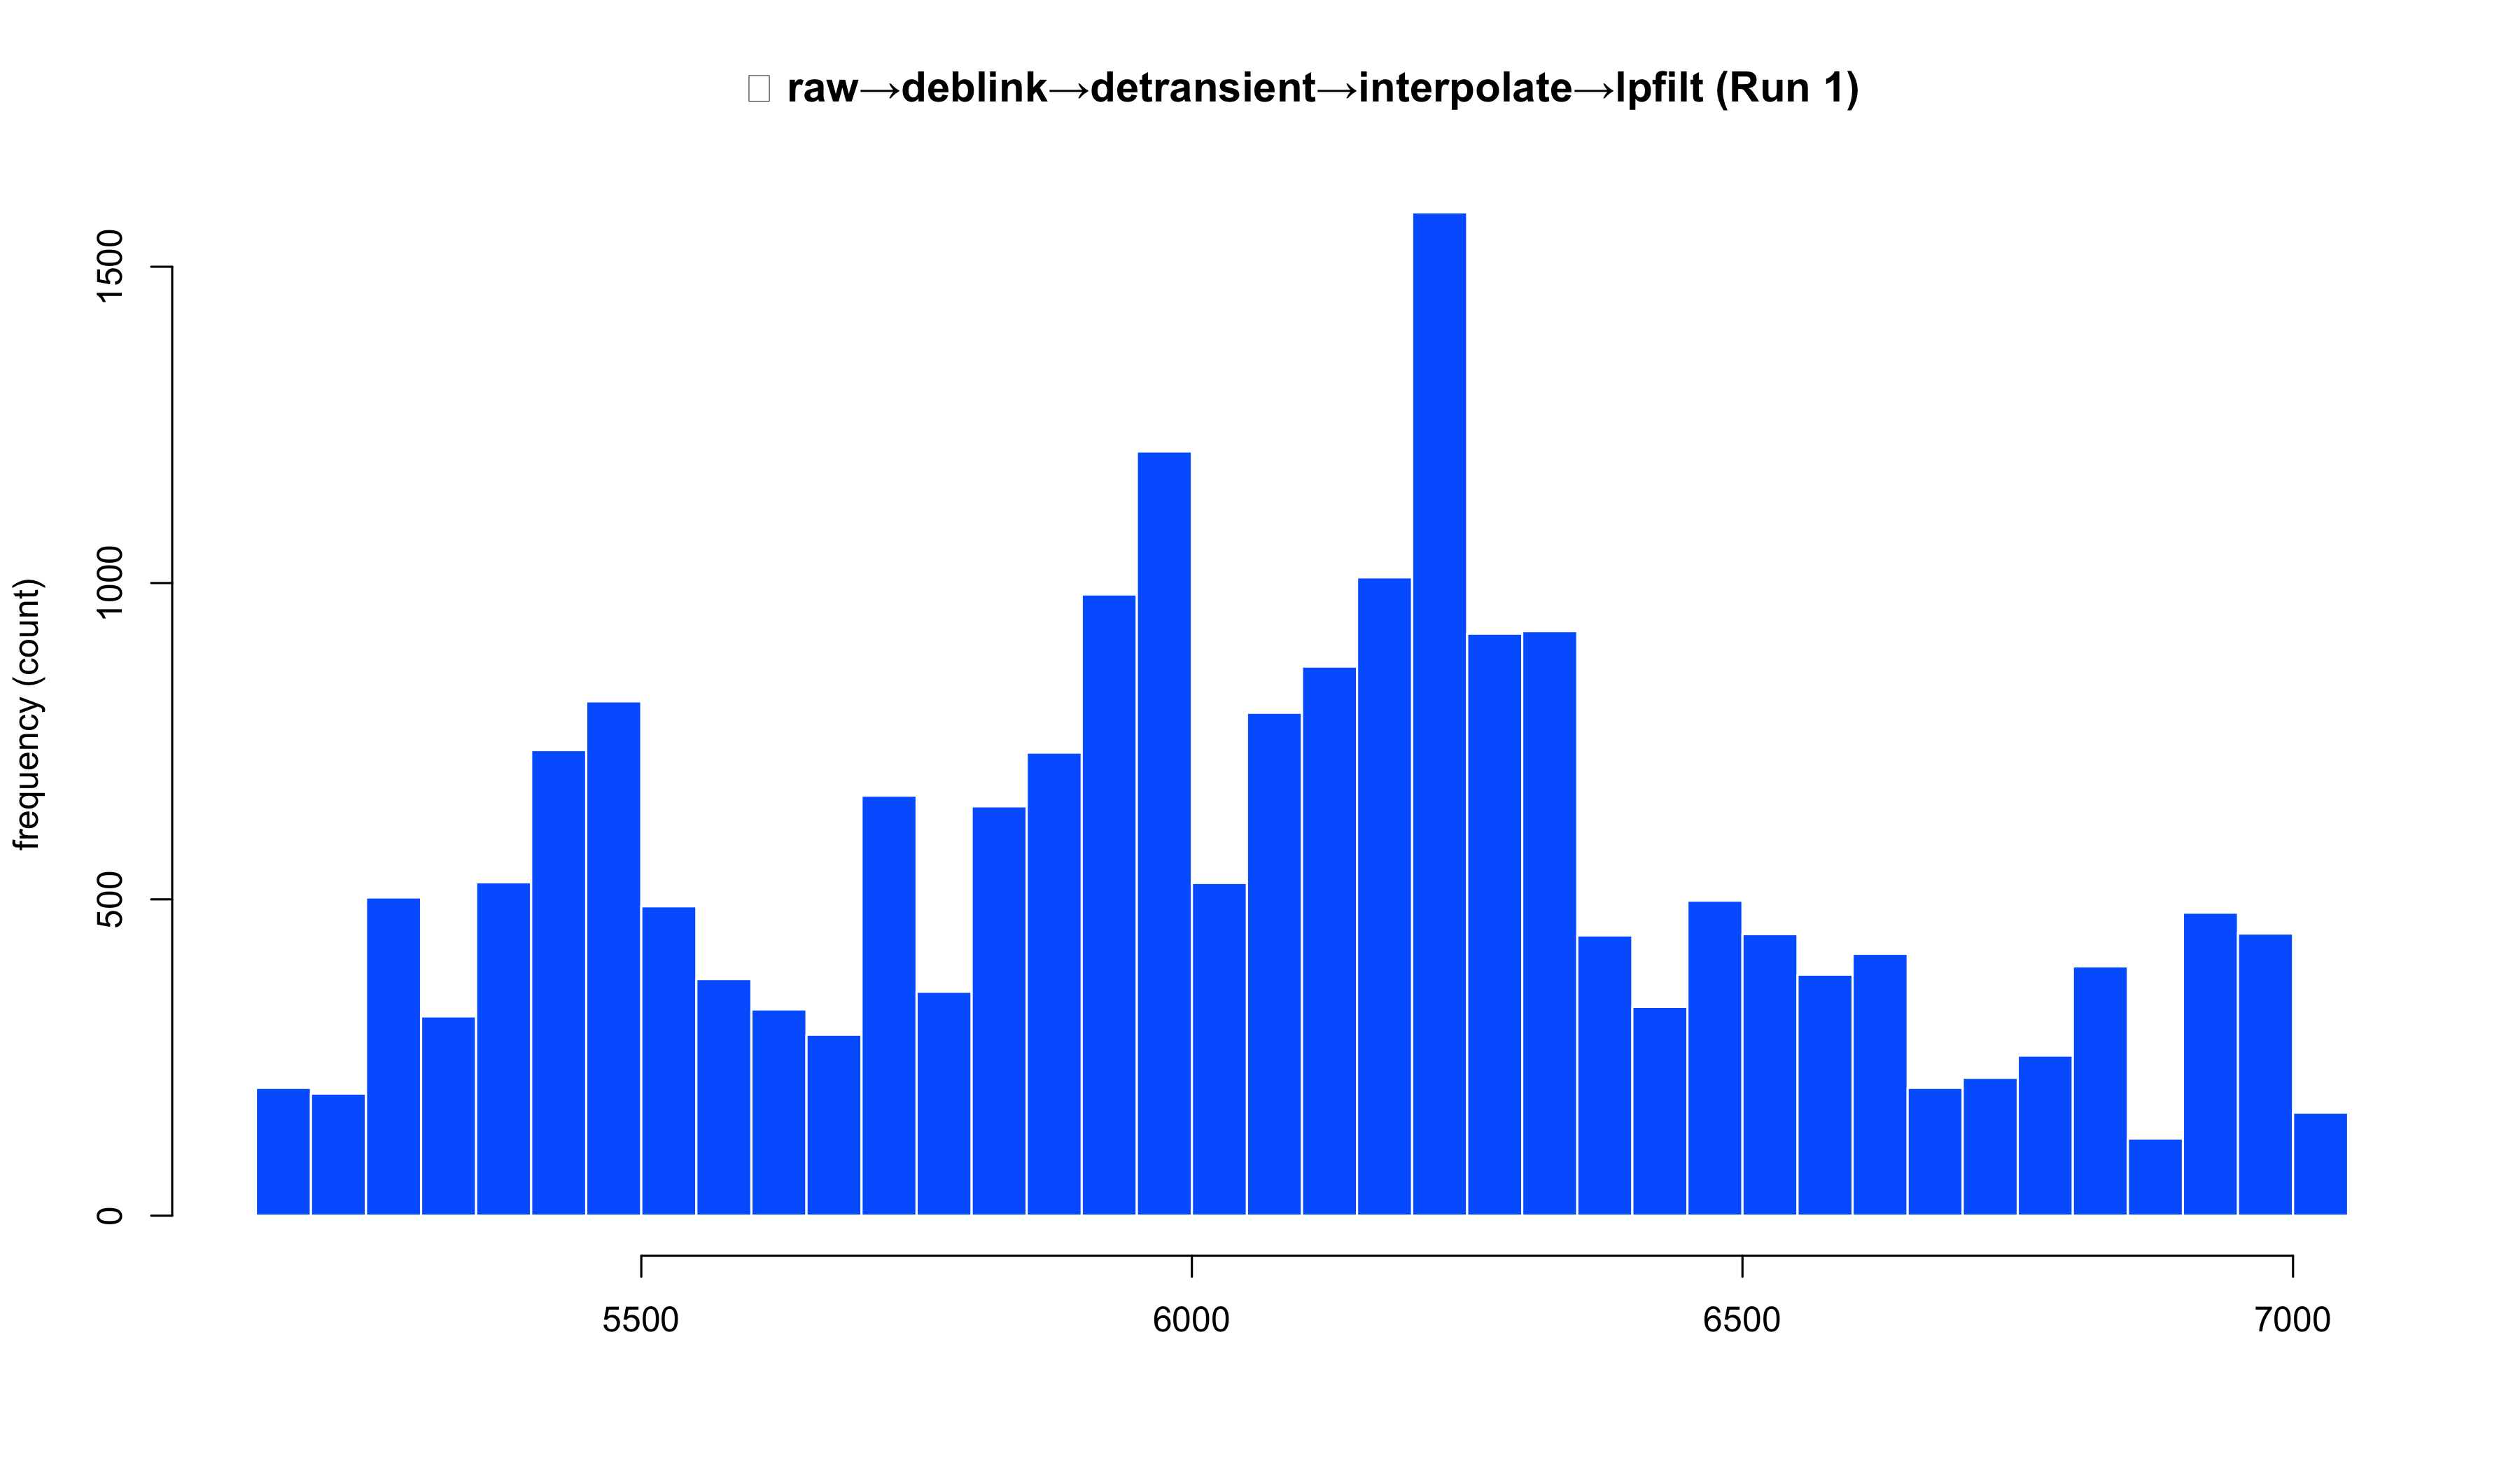 raw→deblink→detransient→interpolate→lpfilt (Run 1)
frequency (count)
1500
1000
500
0
5500 6000 6500 7000